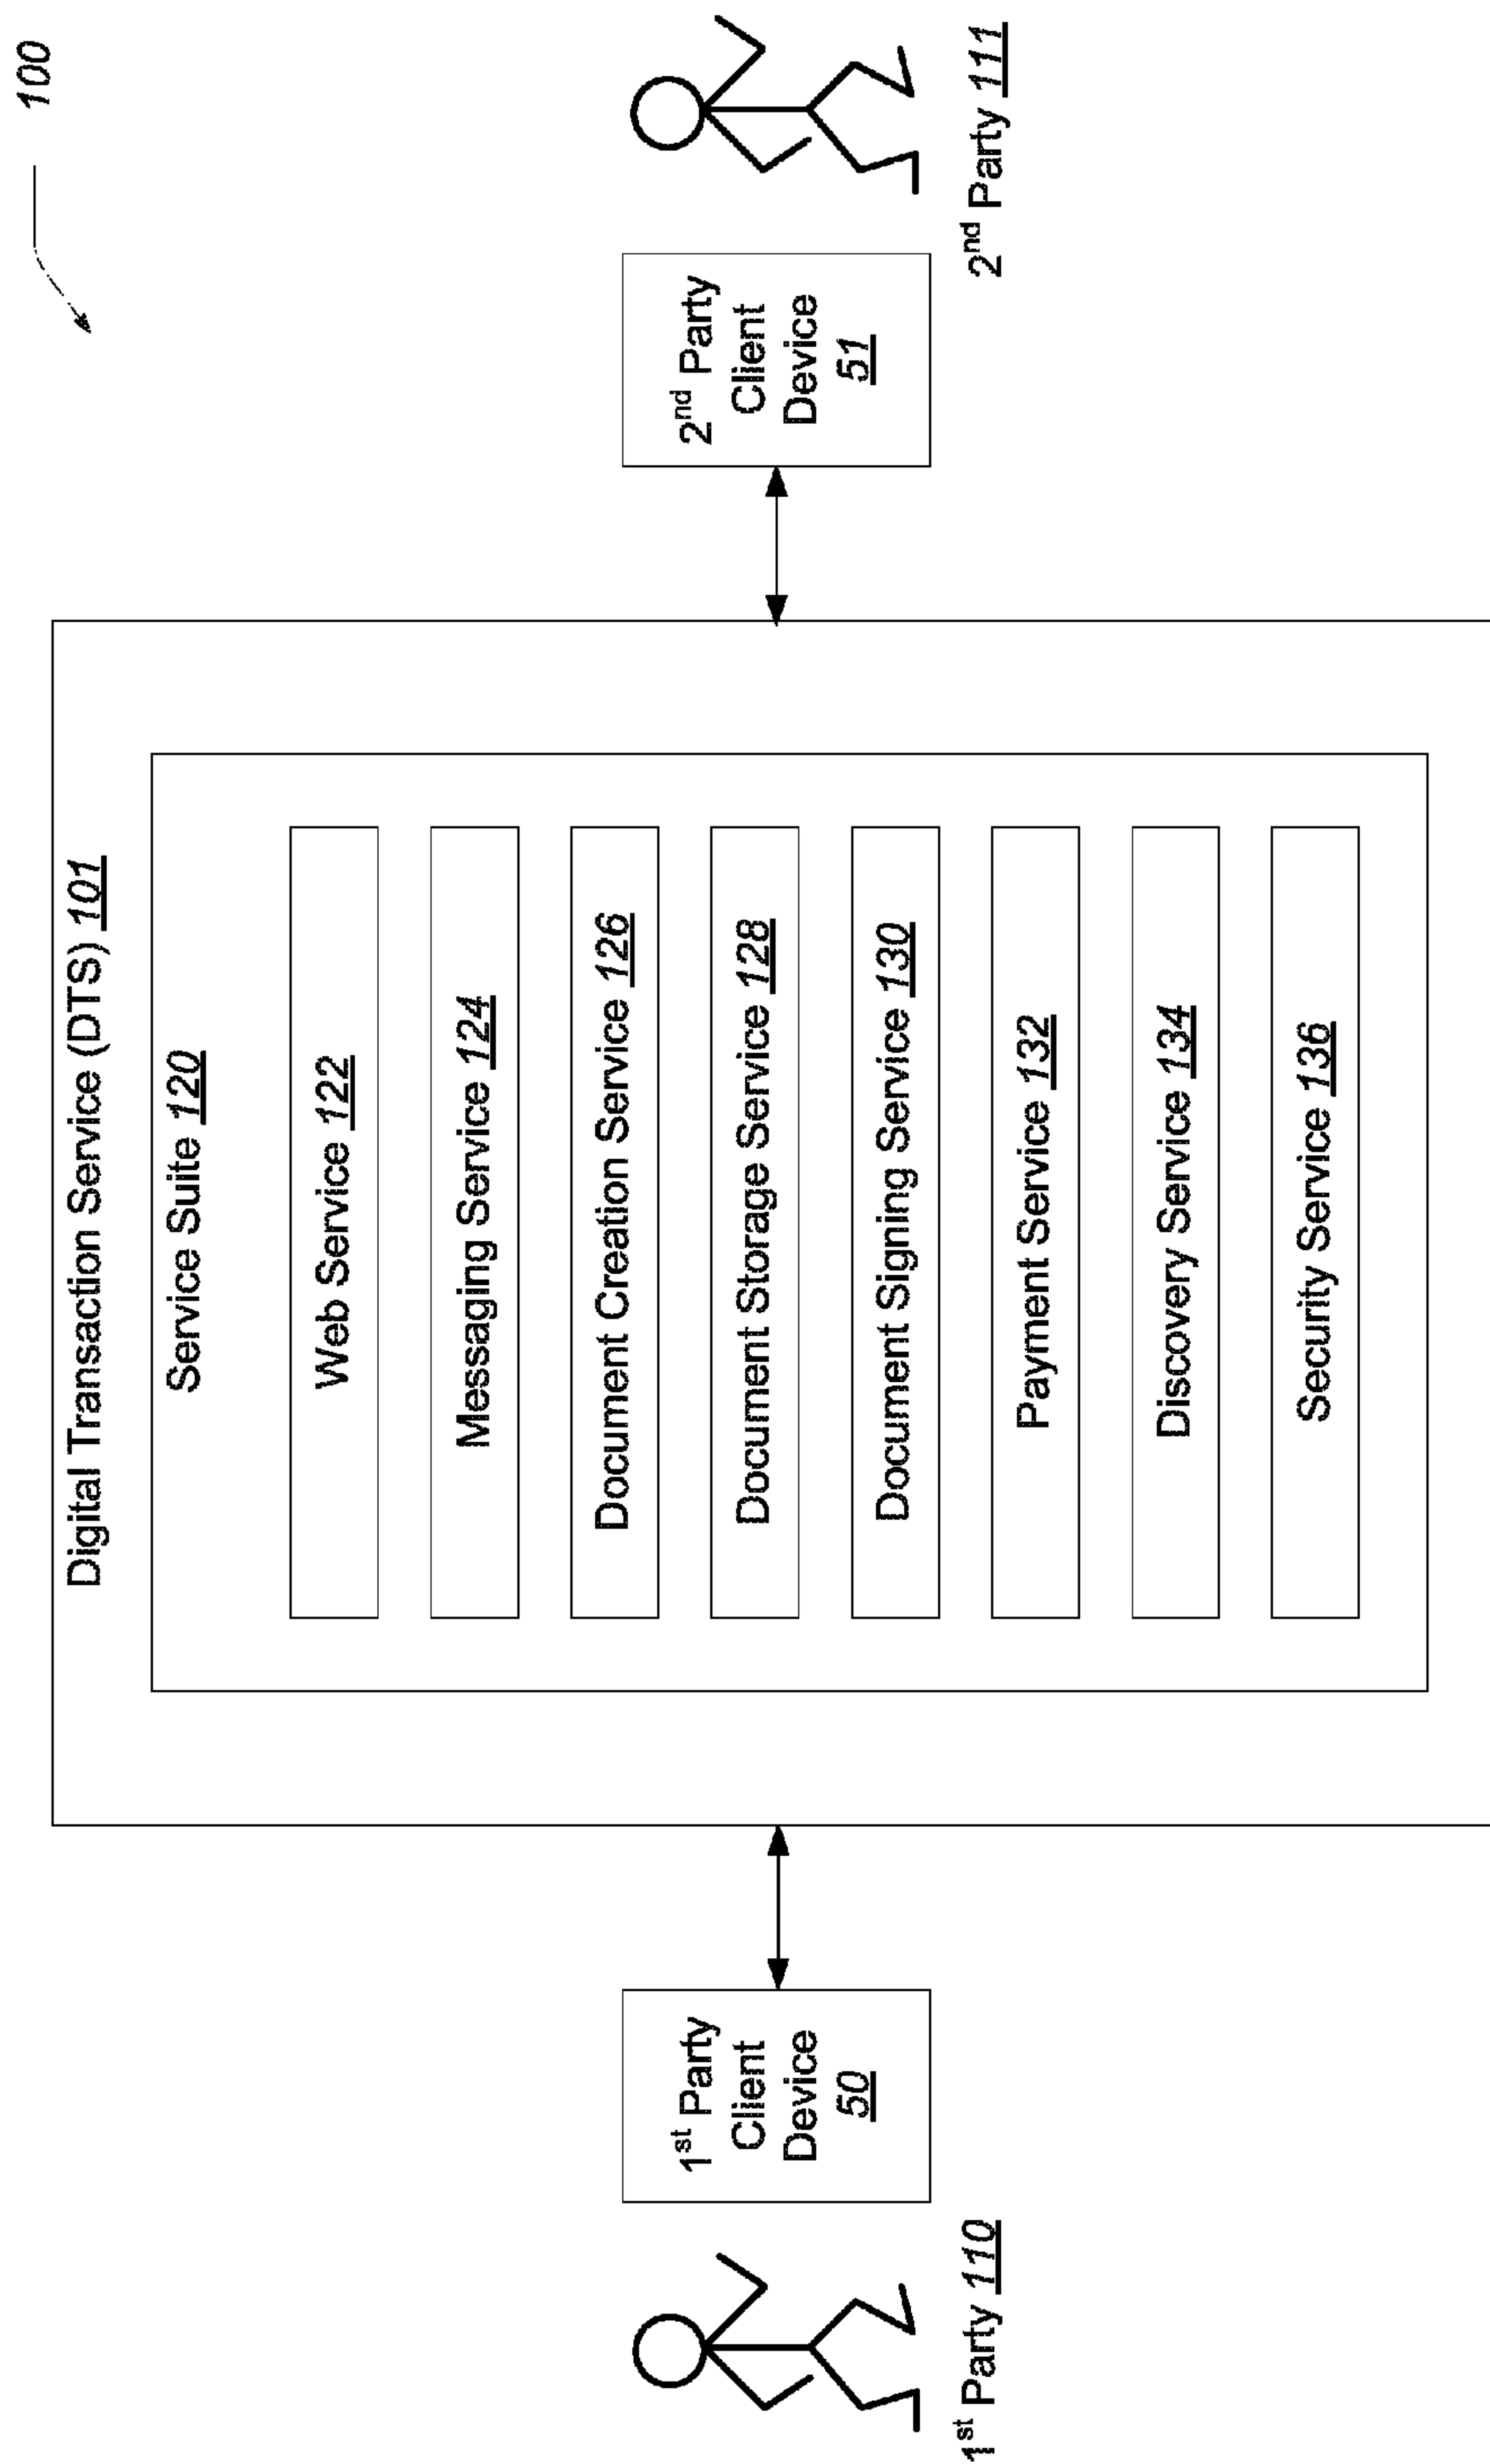 100
Digital Transaction Service (DTS) 101
Service Suite 120
Web Service 122
Messaging Service 124
Document Creation Service 126
Document Storage Service 128
Document Signing Service 130
Payment Service 132
Discovery Service 134
Security Service 136
1st Party
Client
Device
50
1st Party 110
2nd Party
Client
Device
51
2nd Party 111